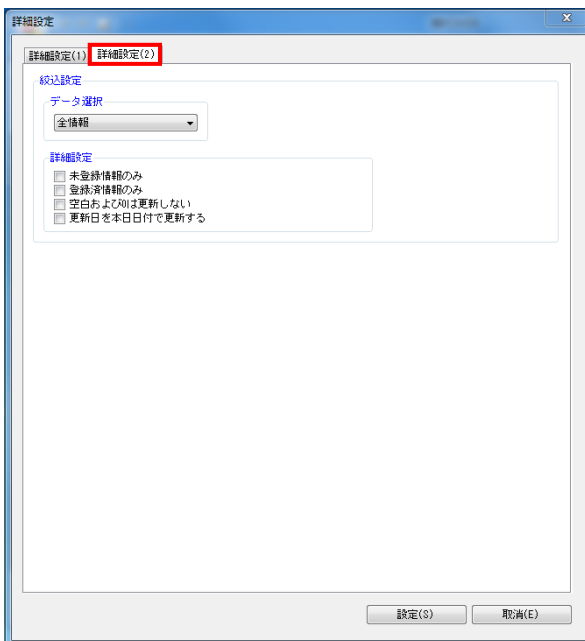 詳細設定
詳細設定(1) 詳細設定(2)
絞込設定
データ選択
全情報
詳細設定
未登録情報のみ
登録済情報のみ
空白および0は更新しない
更新日を本日日付で更新する
設定(S) 取消(E)